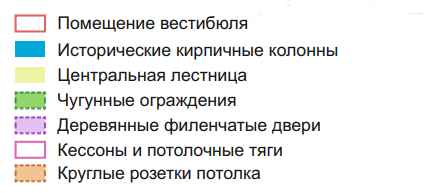 Помещение вестибюля
Исторические кирпичные колонны
Центральная лестница
Чугунные ограждения
Деревянные филенчатые двери
Кессоны и потолочные тяги
Круглые розетки потолка